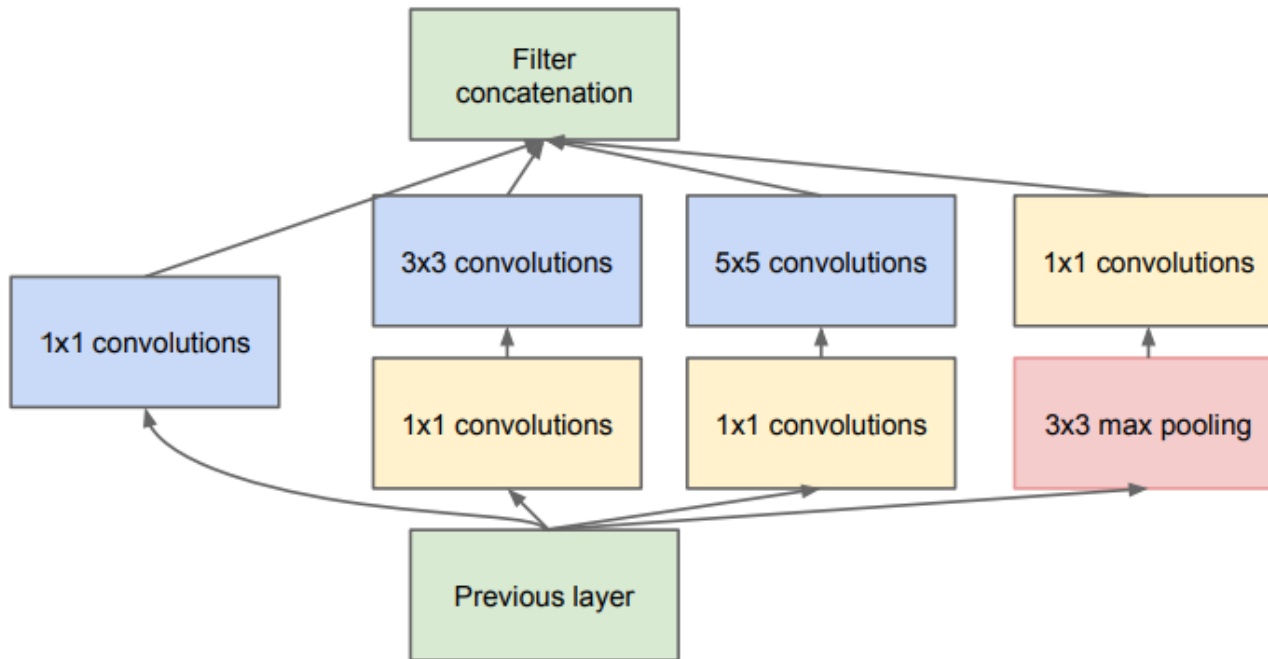 Filter
concatenation
3x3 convolutions
5x5 convolutions
1x1 convolutions
1x1 convolutions
1x1 convolutions
1x1 convolutions
3x3 max pooling
Previous layer